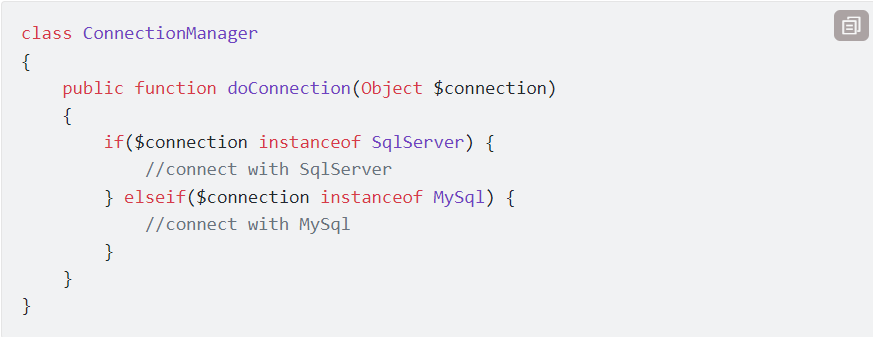 class ConnectionManager
{
    public function doConnection(Object $connection)
    {
        if($connection instanceof SqlServer) {
            //connect with SqlServer
        } elseif($connection instanceof MySql) {
            //connect with MySql
        }
    }
}